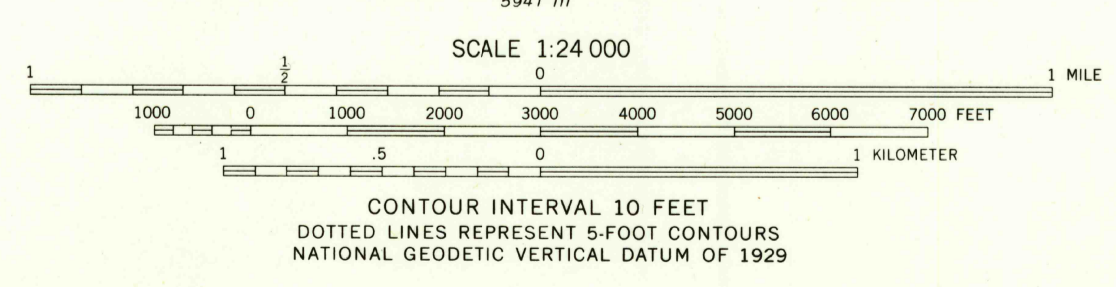 SCALE 1:24 000
1 1/2 0 1 MILE
1000 0 1000 2000 3000 4000 5000 6000 7000 FEET
1 .5 0 1 KILOMETER
CONTOUR INTERVAL 10 FEET
DOTTED LINES REPRESENT 5-FOOT CONTOURS
NATIONAL GEODETIC VERTICAL DATUM OF 1929